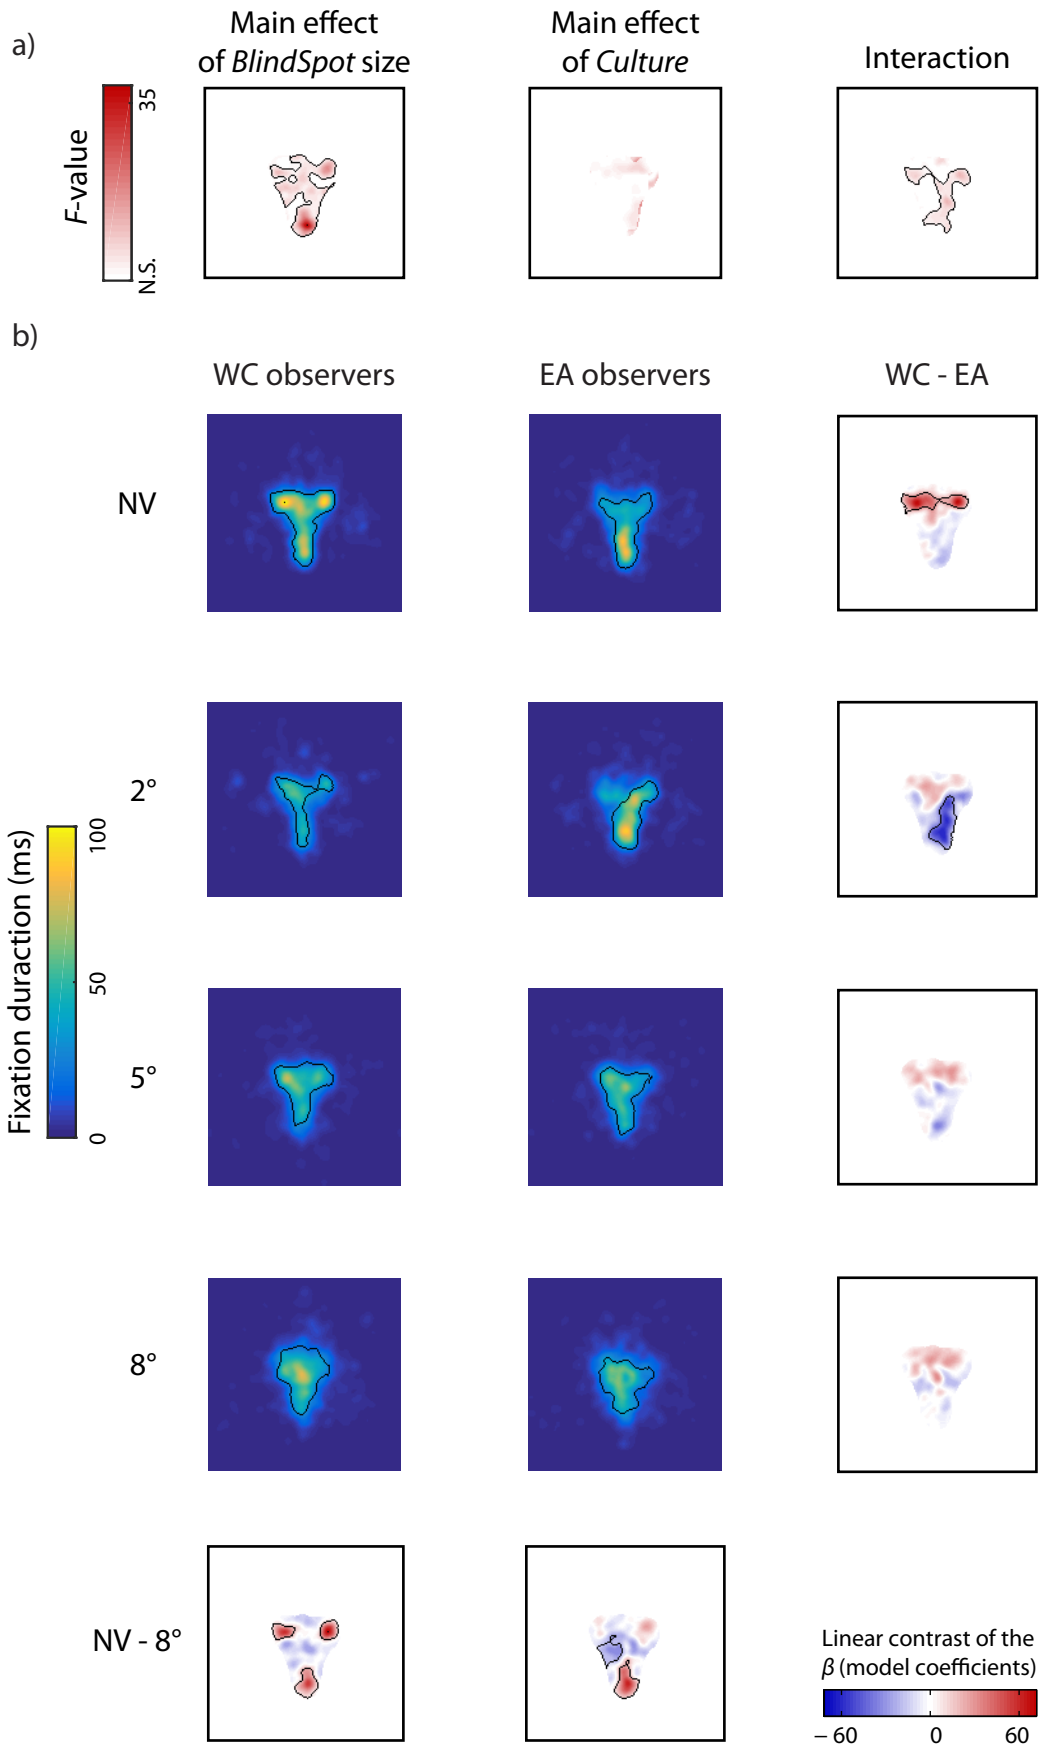 a)
Main effect
of BlindSpot size
Main effect
of Culture
Interaction
F-value
35
N.S.
b)
WC observers
EA observers
WC - EA
NV
2°
5°
8°
NV - 8°
Fixation duraction (ms)
100
50
0
Linear contrast of the
β (model coefficients)
– 60
0
60